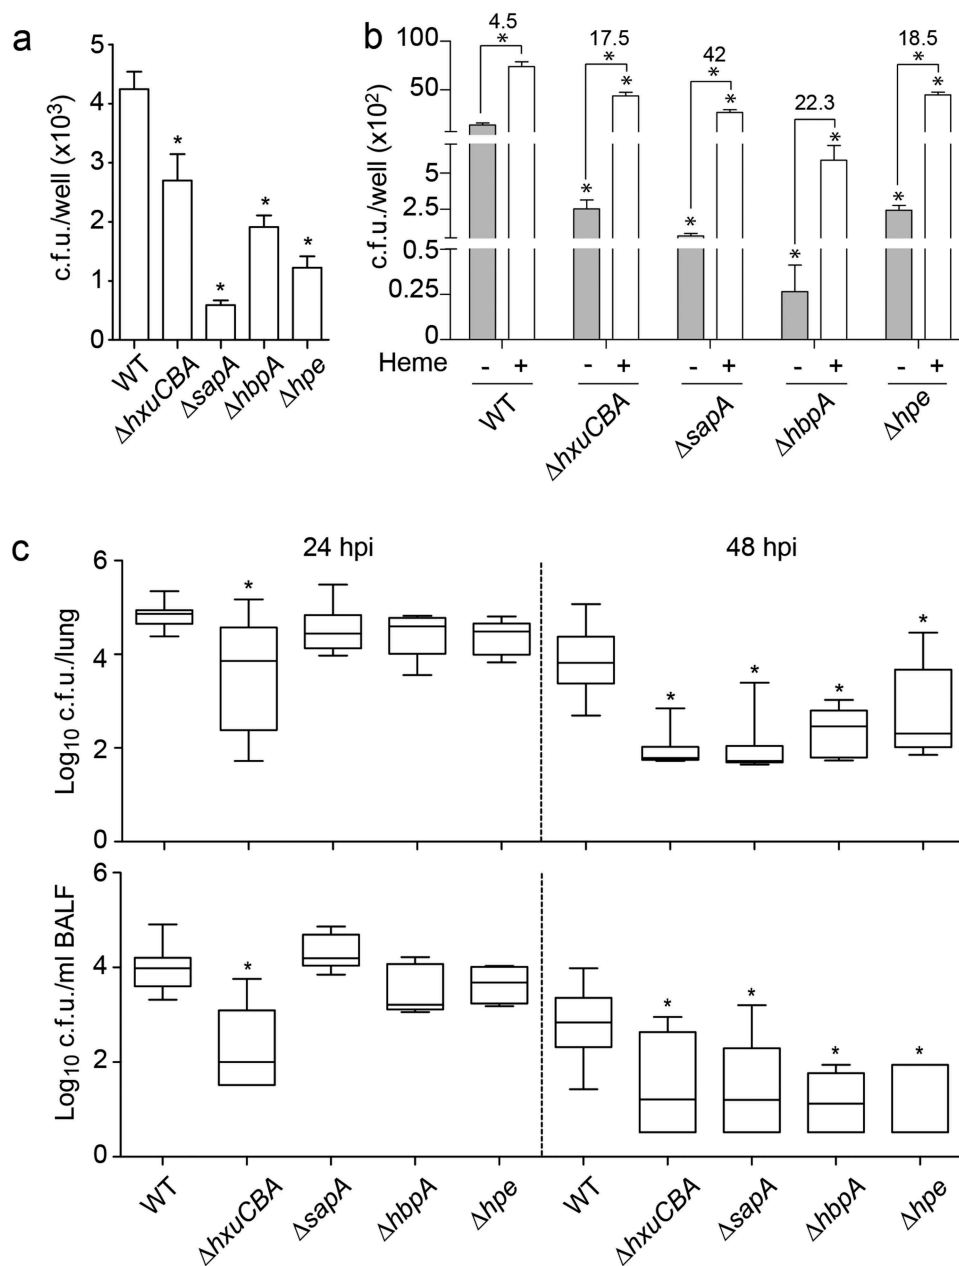 a
c.f.u./well (x10³)
5
4
3
2
1
0
*
*
*
*
WT
ΔhxuCBA
ΔsapA
ΔhbpA
Δhpe
b
c.f.u./well (x10²)
100
50
5
2.5
0.5
0.25
0
4.5
17.5
42
22.3
18.5
*
*
*
*
*
*
*
*
*
*
*
*
*
Heme
- + - + - + - + - +
WT
ΔhxuCBA
ΔsapA
ΔhbpA
Δhpe
c
24 hpi
48 hpi
Log₁₀ c.f.u./lung
6
4
2
0
*
*
*
*
*
Log₁₀ c.f.u./ml BALF
6
4
2
0
*
*
*
*
*
WT
ΔhxuCBA
ΔsapA
ΔhbpA
Δhpe
WT
ΔhxuCBA
ΔsapA
ΔhbpA
Δhpe